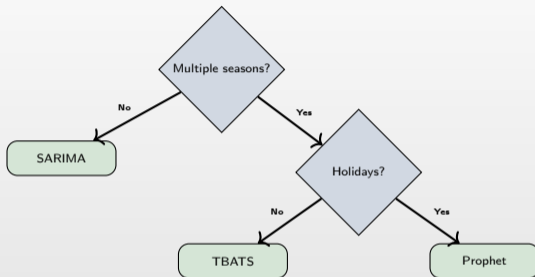 Multiple seasons?
No
Yes
SARIMA
Holidays?
No
Yes
TBATS
Prophet